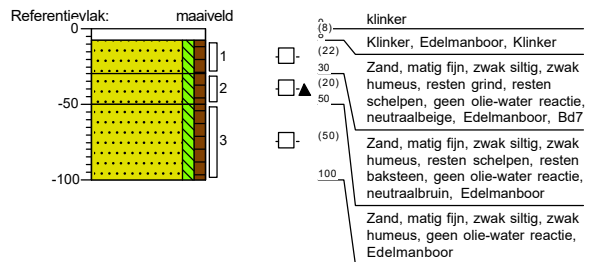 Referentievlak: maaiveld
0
-50
-100
1
2
3
0
(8)
8
(22)
30
(20)
50
(50)
100
klinker
Klinker, Edelmanboor, Klinker
Zand, matig fijn, zwak siltig, zwak
humeus, resten grind, resten
schelpen, geen olie-water reactie,
neutraalbeige, Edelmanboor, Bd7
Zand, matig fijn, zwak siltig, zwak
humeus, resten schelpen, resten
baksteen, geen olie-water reactie,
neutraalbruin, Edelmanboor
Zand, matig fijn, zwak siltig, zwak
humeus, geen olie-water reactie,
Edelmanboor